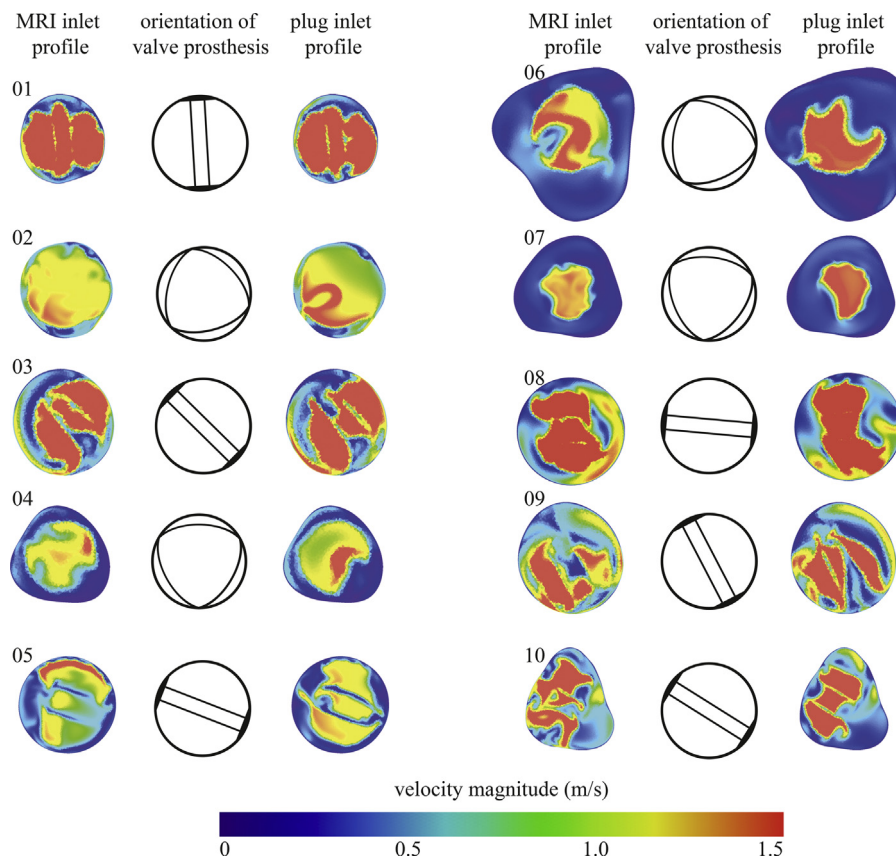 MRI inlet profile
orientation of valve prosthesis
plug inlet profile
MRI inlet profile
orientation of valve prosthesis
plug inlet profile
01
06
02
07
03
08
04
09
05
10
velocity magnitude (m/s)
0 0.5 1.0 1.5